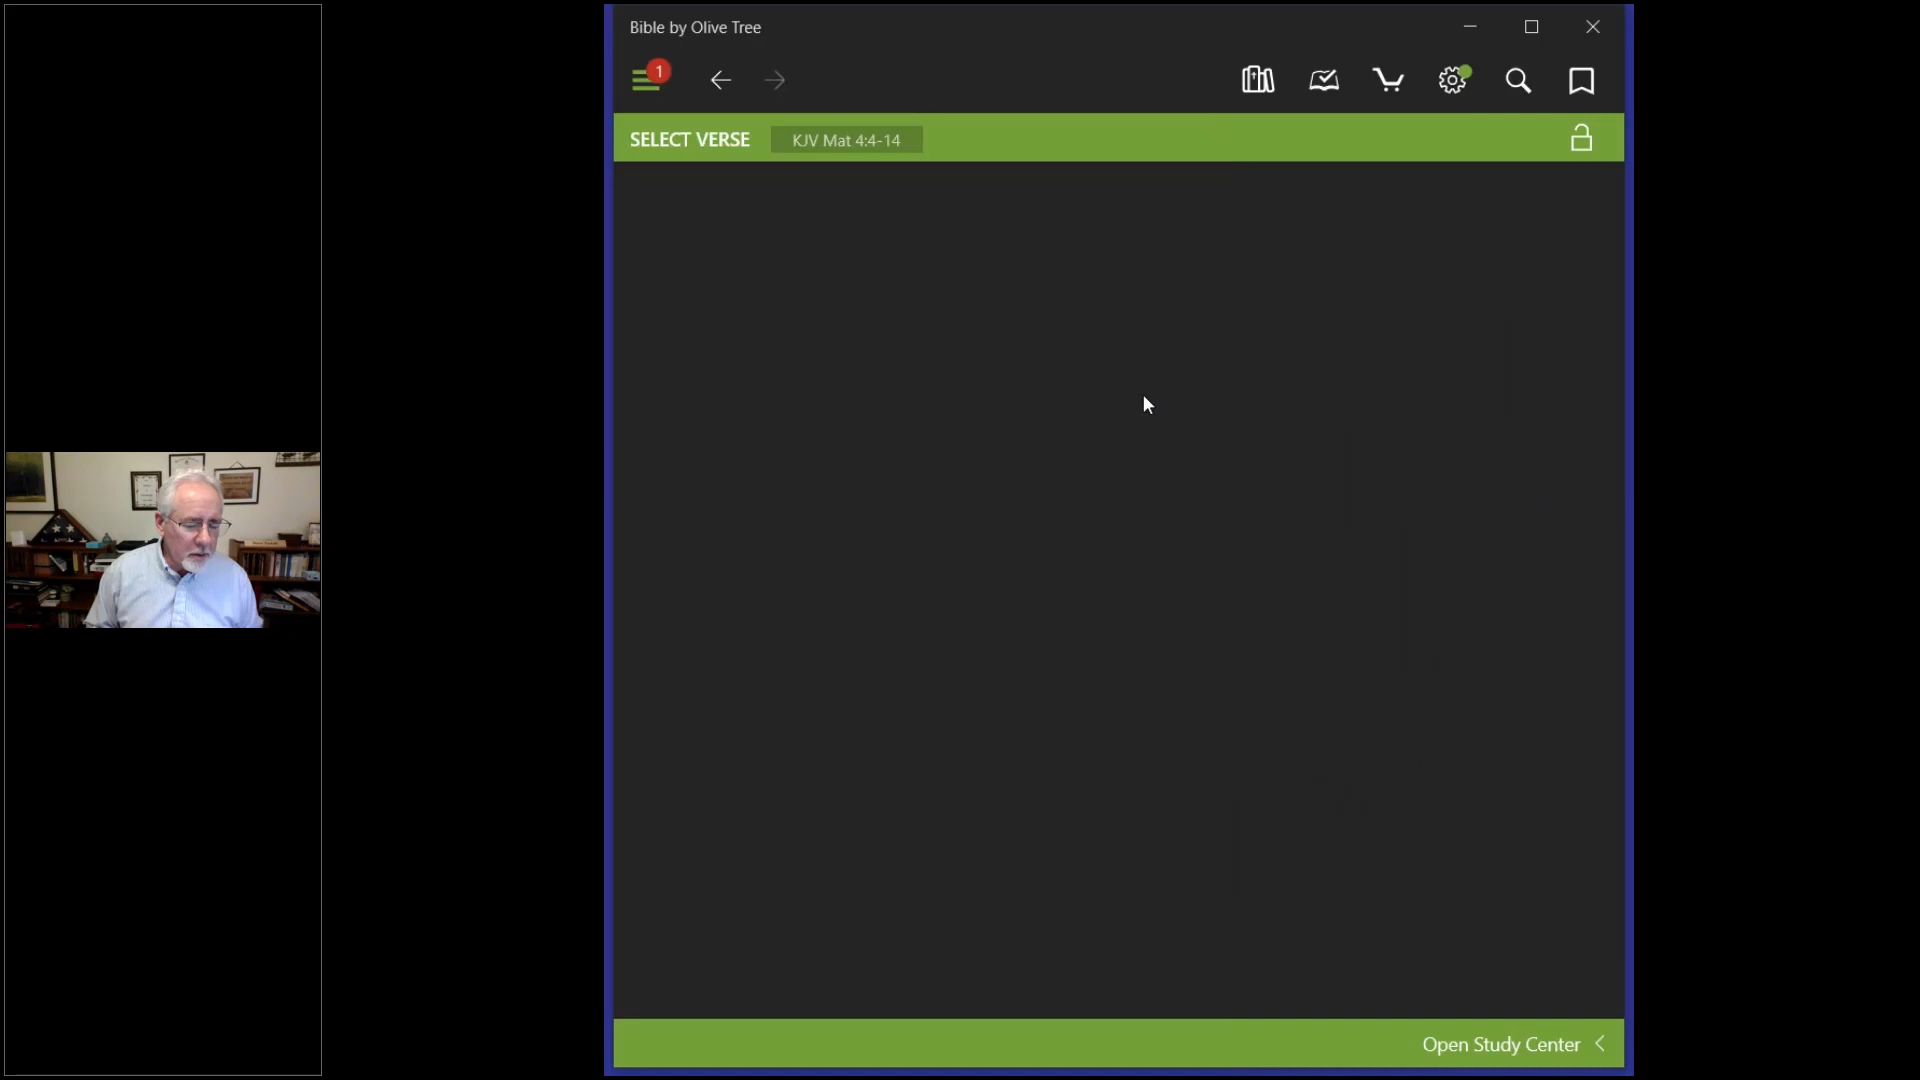 Bible by Olive Tree
1
SELECT VERSE
KJV Mat 4:4-14
Open Study Center